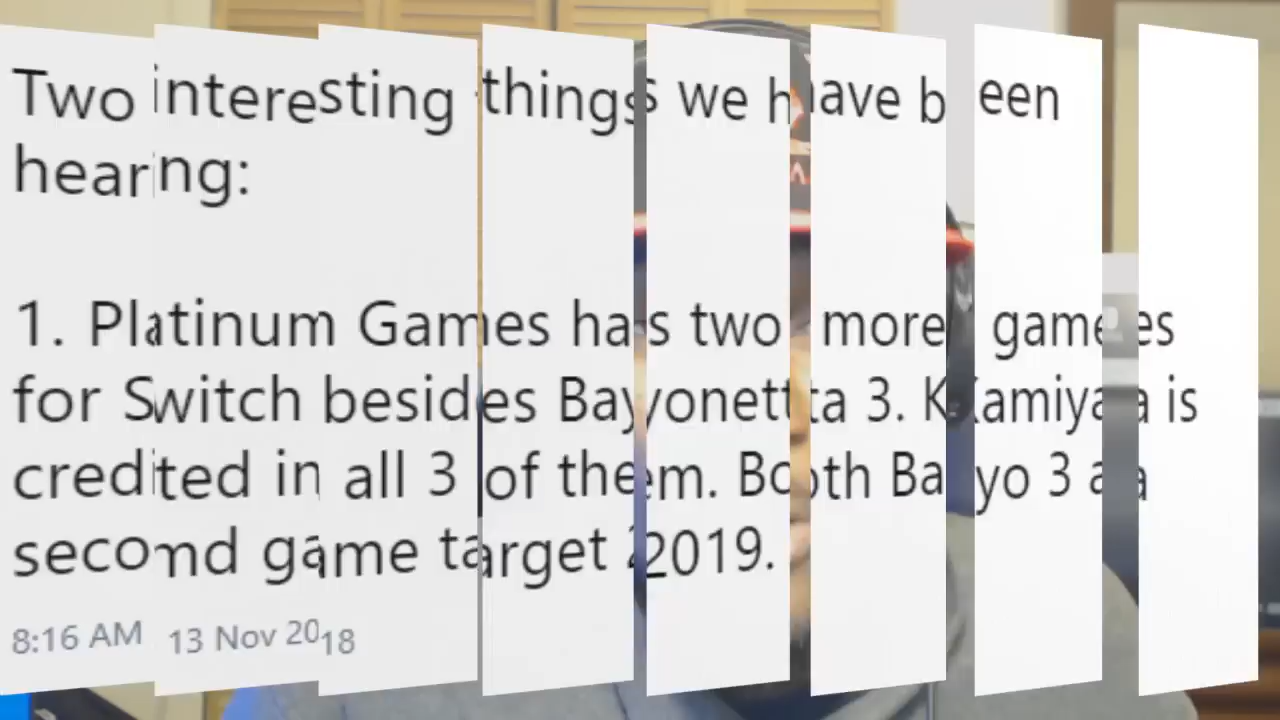 Two interesting things we have been
hearing:
1. Platinum Games has two more games
for Switch besides Bayonetta 3. Kamiya is
credited in all 3 of them. Both Bayo 3 a
second game target 2019.
8:16 AM 13 Nov 2018